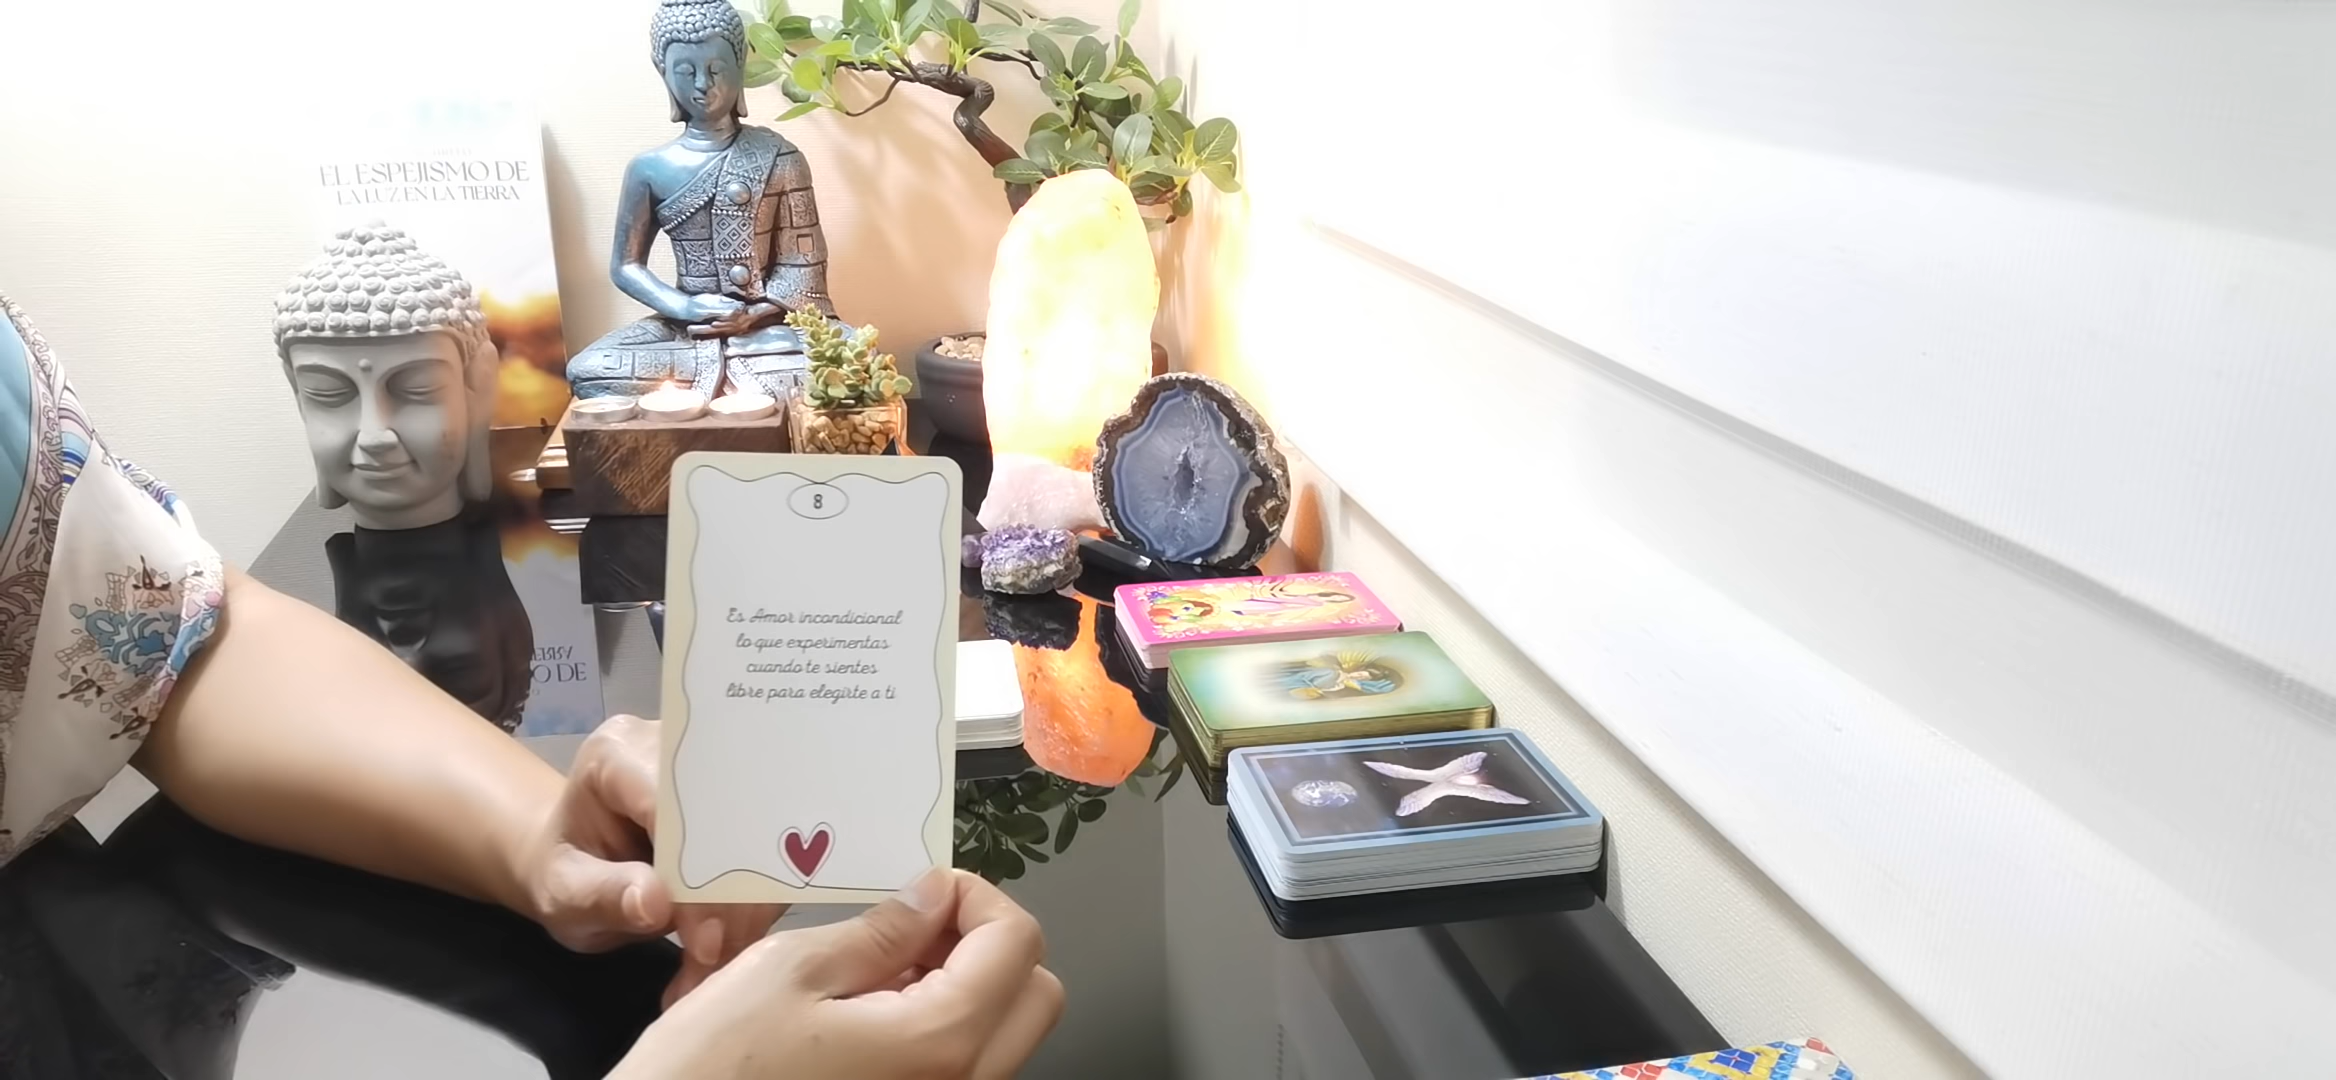 EL ESPEJISMO DE
LA LUZ EN LA TIERRA
8
Es Amor incondicional
lo que experimentas
cuando te sientes
libre para elegirte a ti